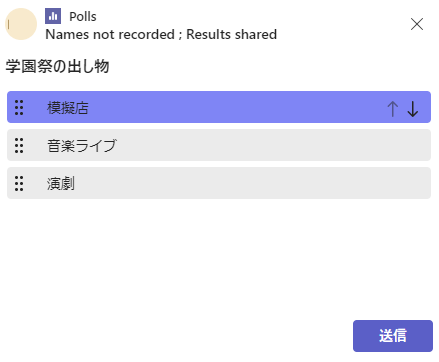 Polls
Names not recorded ; Results shared
学園祭の出し物
模擬店
音楽ライブ
演劇
送信